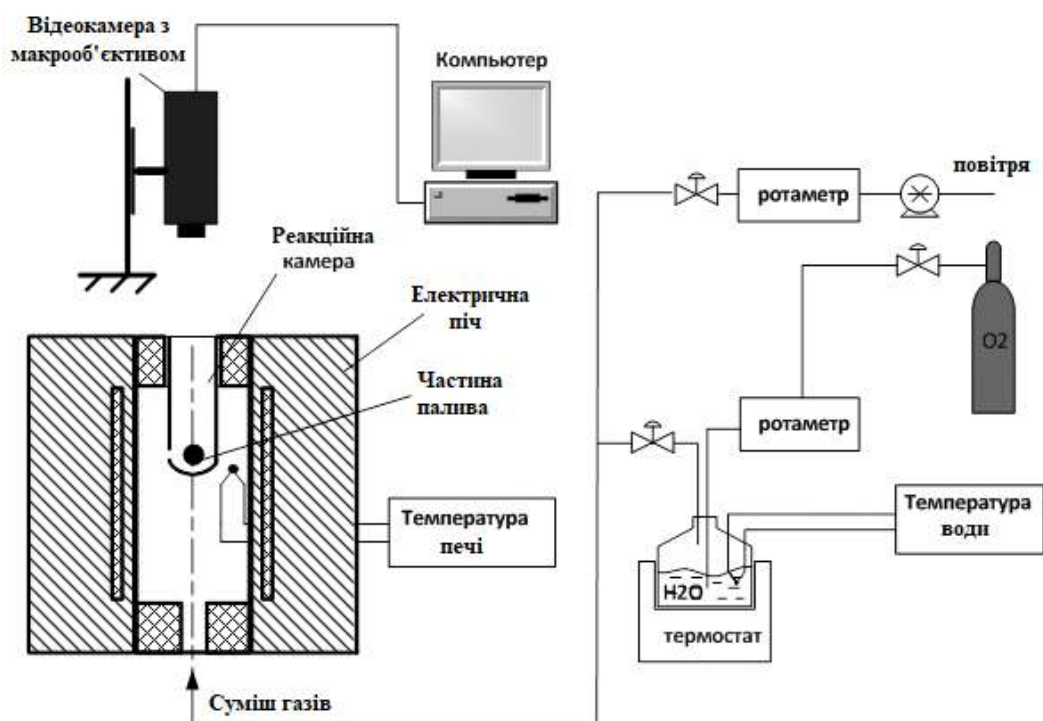 Відеокамера з
макрооб'єктивом
Компьютер
повітря
ротаметр
Реакційна
камера
Електрична
піч
O2
Частина
палива
ротаметр
Температура
печі
Температура
води
H2O
термостат
Суміш газів